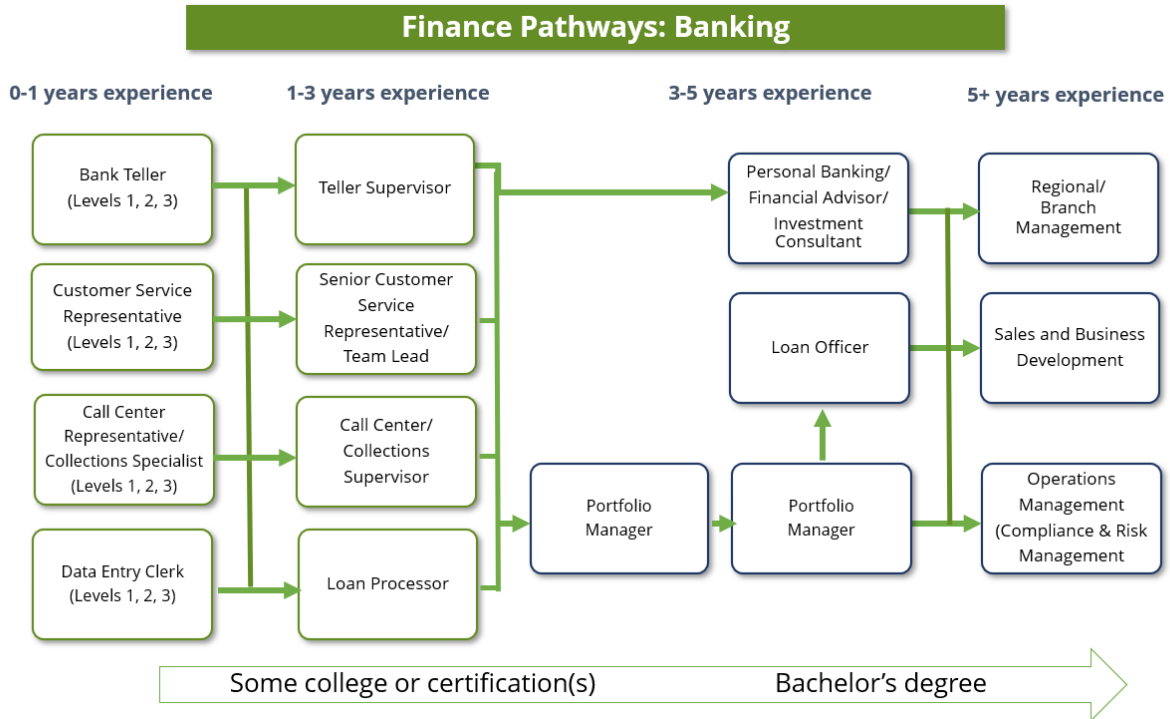 Finance Pathways: Banking
0-1 years experience
1-3 years experience
3-5 years experience
5+ years experience
Bank Teller
(Levels 1, 2, 3)
Teller Supervisor
Personal Banking/
Financial Advisor/
Investment
Consultant
Regional/
Branch
Management
Customer Service
Representative
(Levels 1, 2, 3)
Senior Customer
Service
Representative/
Team Lead
Loan Officer
Sales and Business
Development
Call Center
Representative/
Collections Specialist
(Levels 1, 2, 3)
Call Center/
Collections
Supervisor
Portfolio
Manager
Portfolio
Manager
Operations
Management
(Compliance & Risk
Management
Data Entry Clerk
(Levels 1, 2, 3)
Loan Processor
Some college or certification(s)
Bachelor's degree